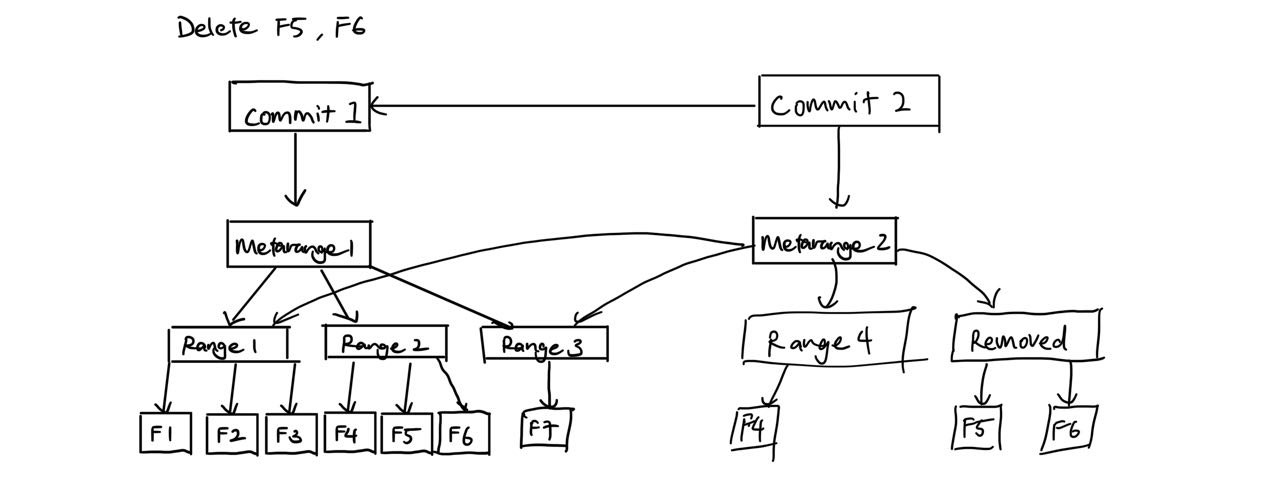 Delete F5, F6
Commit 1
Commit 2
Metarange 1
Metarange 2
Range 1
Range 2
Range 3
Range 4
Removed
F1
F2
F3
F4
F5
F6
F7
F4
F5
F6